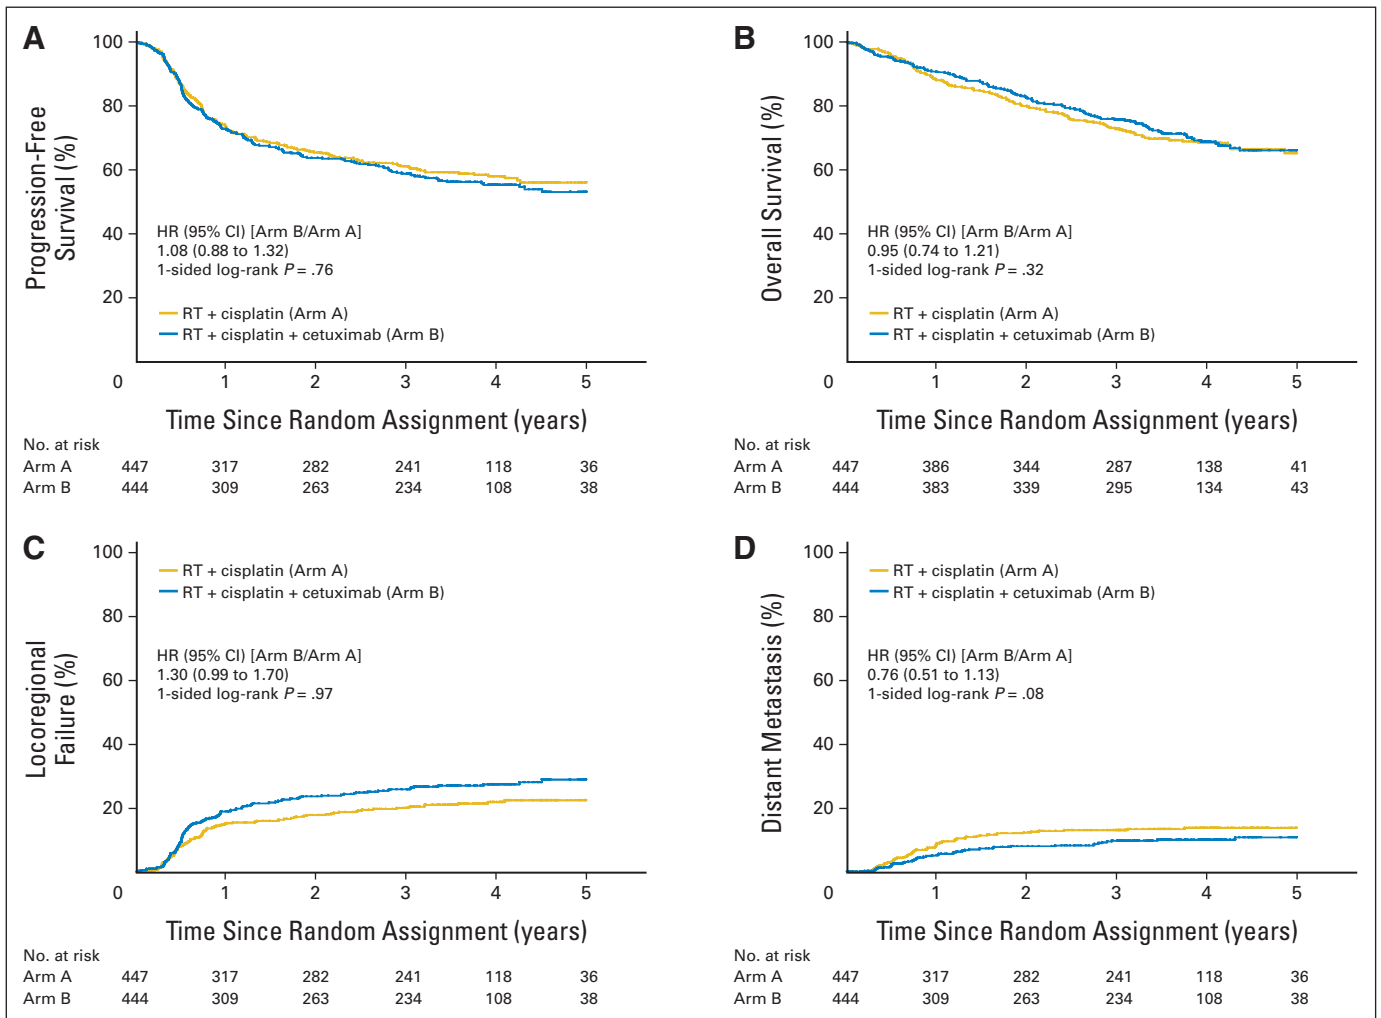 A
100
80
60
40
20
0
Progression-Free
Survival (%)
HR (95% CI) [Arm B/Arm A]
1.08 (0.88 to 1.32)
1-sided log-rank P = .76
RT + cisplatin (Arm A)
RT + cisplatin + cetuximab (Arm B)
1 2 3 4 5
Time Since Random Assignment (years)
No. at risk
Arm A 447 317 282 241 118 36
Arm B 444 309 263 234 108 38
B
100
80
60
40
20
0
Overall Survival (%)
HR (95% CI) [Arm B/Arm A]
0.95 (0.74 to 1.21)
1-sided log-rank P = .32
RT + cisplatin (Arm A)
RT + cisplatin + cetuximab (Arm B)
1 2 3 4 5
Time Since Random Assignment (years)
No. at risk
Arm A 447 386 344 287 138 41
Arm B 444 383 339 295 134 43
C
100
80
60
40
20
0
Locoregional
Failure (%)
RT + cisplatin (Arm A)
RT + cisplatin + cetuximab (Arm B)
HR (95% CI) [Arm B/Arm A]
1.30 (0.99 to 1.70)
1-sided log-rank P = .97
1 2 3 4 5
Time Since Random Assignment (years)
No. at risk
Arm A 447 317 282 241 118 36
Arm B 444 309 263 234 108 38
D
100
80
60
40
20
0
Distant Metastasis (%)
RT + cisplatin (Arm A)
RT + cisplatin + cetuximab (Arm B)
HR (95% CI) [Arm B/Arm A]
0.76 (0.51 to 1.13)
1-sided log-rank P = .08
1 2 3 4 5
Time Since Random Assignment (years)
No. at risk
Arm A 447 317 282 241 118 36
Arm B 444 309 263 234 108 38